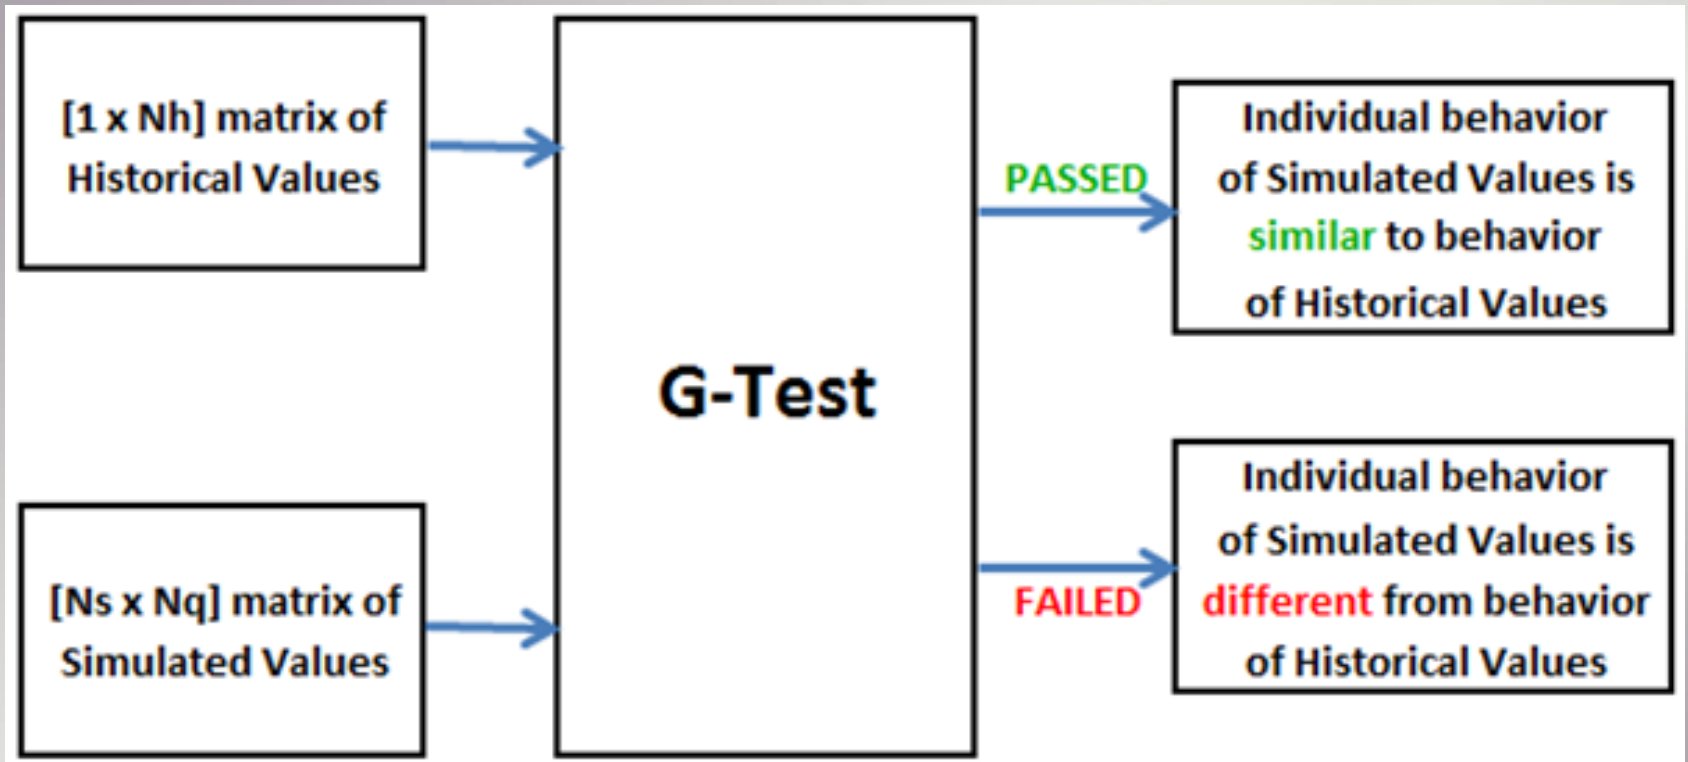 [1 x Nh] matrix of
Historical Values
[Ns x Nq] matrix of
Simulated Values
G-Test
PASSED
Individual behavior
of Simulated Values is
similar to behavior
of Historical Values
FAILED
Individual behavior
of Simulated Values is
different from behavior
of Historical Values